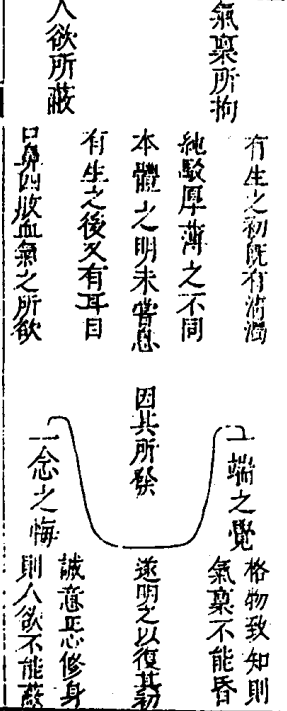 氣稟所拘
人欲所蔽
有生之初既有清濁
純駁厚薄之不同
本體之明未嘗息
有生之後又有耳目
口鼻四肢血氣之所欲
因其所發
一端之覺
一念之悔
格物致知則
氣稟不能昏
遂明之以復其初
誠意正心修身
則人欲不能蔽